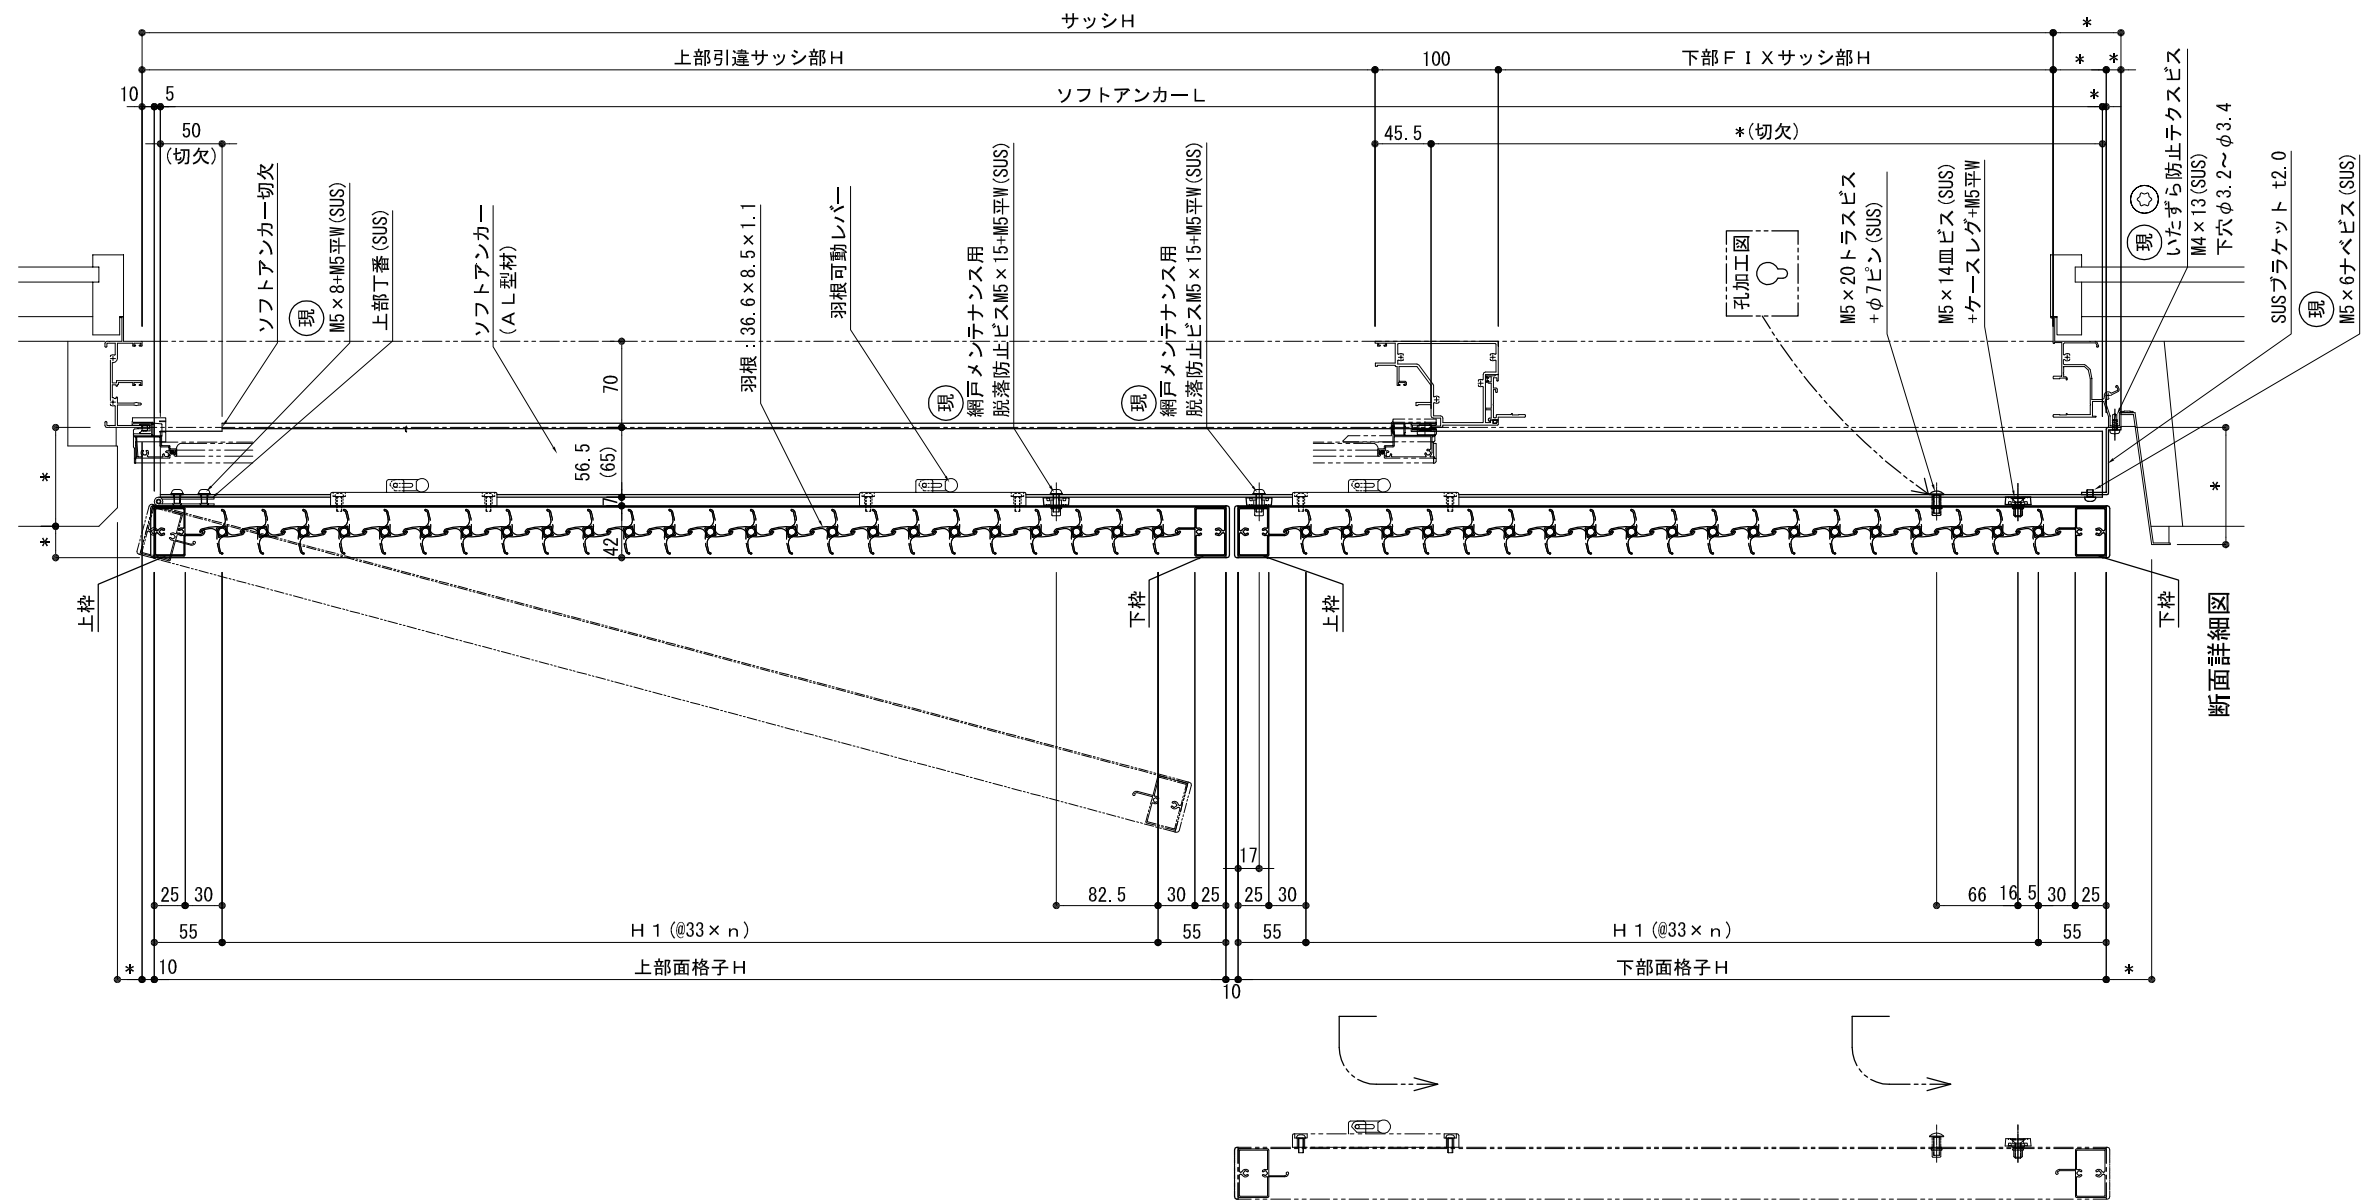 サッシH
*
上部引違サッシ部H
100
下部FIXサッシ部H
*
*
10
5
ソフトアンカーL
*
50
(切欠)
45.5
*(切欠)
ソフトアンカー切欠
現
M5×8+M5平W(SUS)
上部丁番(SUS)
ソフトアンカー
(AL型材)
羽根:36.6×8.5×1.1
羽根可動レバー
現
網戸メンテナンス用
脱落防止ビスM5×15+M5平W(SUS)
現
網戸メンテナンス用
脱落防止ビスM5×15+M5平W(SUS)
孔加工図
M5×20トラスビス
+φ7ピン(SUS)
M5×14皿ビス(SUS)
+ケースレグ+M5平W
現
いたずら防止テクスビス
M4×13(SUS)
下穴φ3.2~φ3.4
SUSブラケット t2.0
現
M5×6ナベビス(SUS)
70
56.5
(65)
7
42
*
*
*
上枠
下枠
上枠
下枠
断面詳細図
17
25
30
82.5
30
25
25
30
66
16.5
30
25
55
H1(@33×n)
55
55
H1(@33×n)
55
*
10
上部面格子H
10
下部面格子H
*